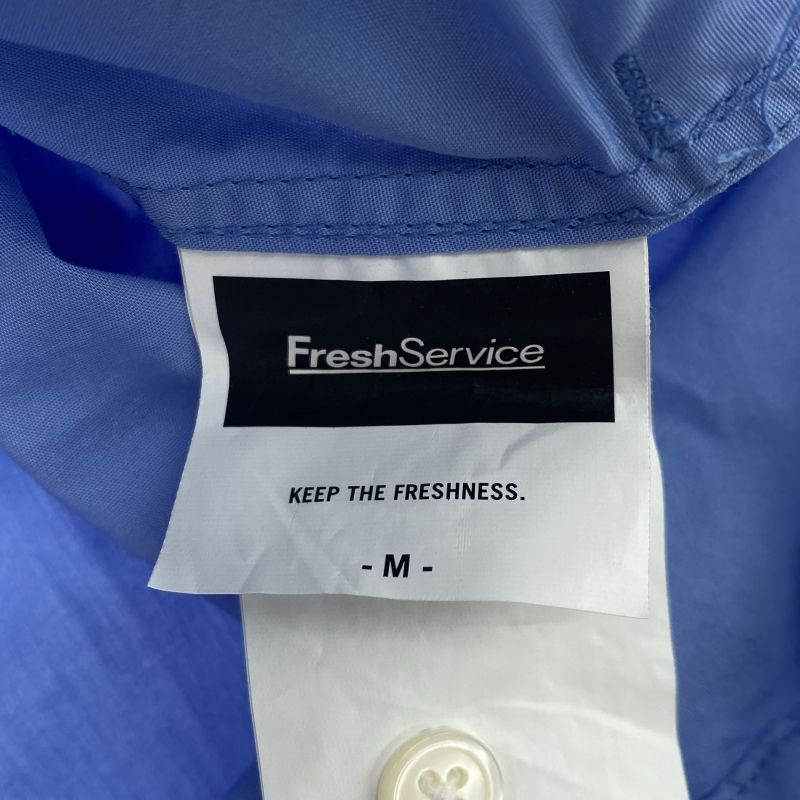 FreshService
KEEP THE FRESHNESS.
- M -